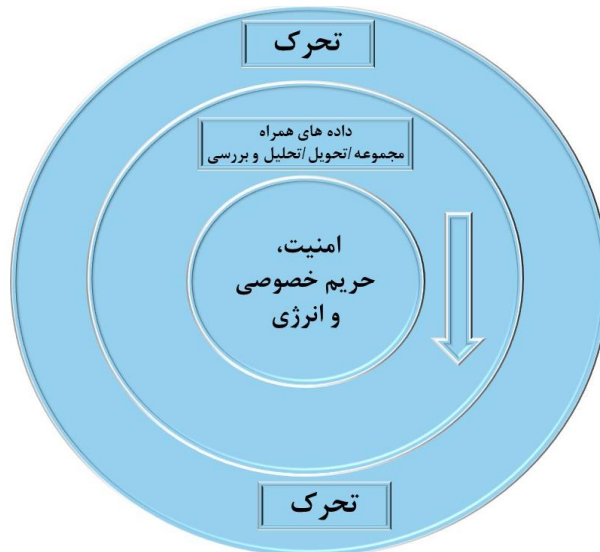 تحرک
داده های همراه
مجموعه/تحویل/تحلیل و بررسی
امنیت،
حریم خصوصی
و انرژی
تحرک